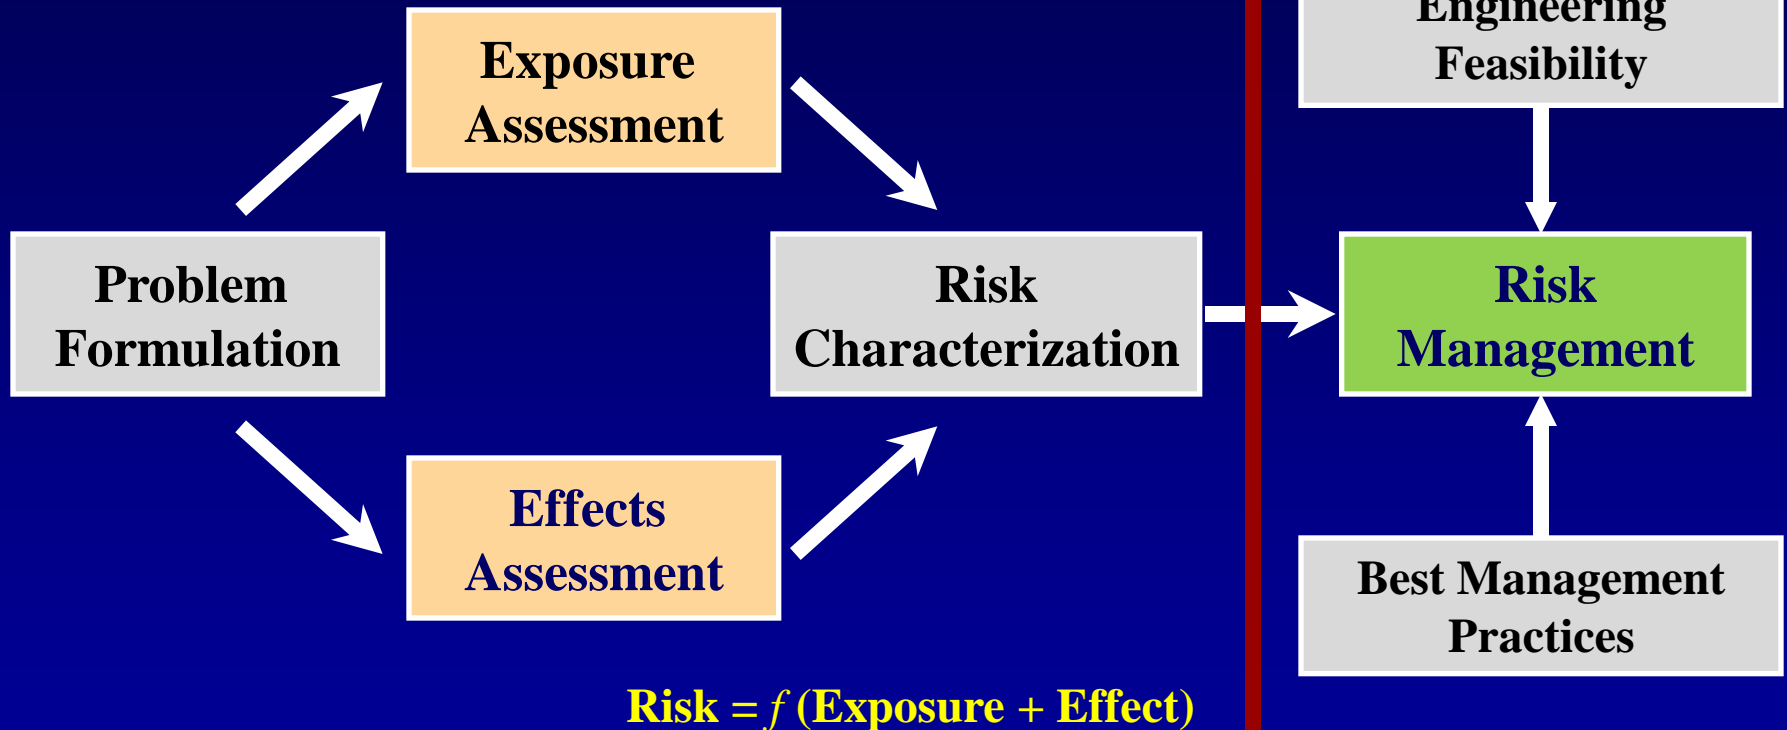 Exposure
Assessment
Engineering
Feasibility
Problem
Formulation
Risk
Characterization
Risk
Management
Effects
Assessment
Best Management
Practices
Risk = f (Exposure + Effect)